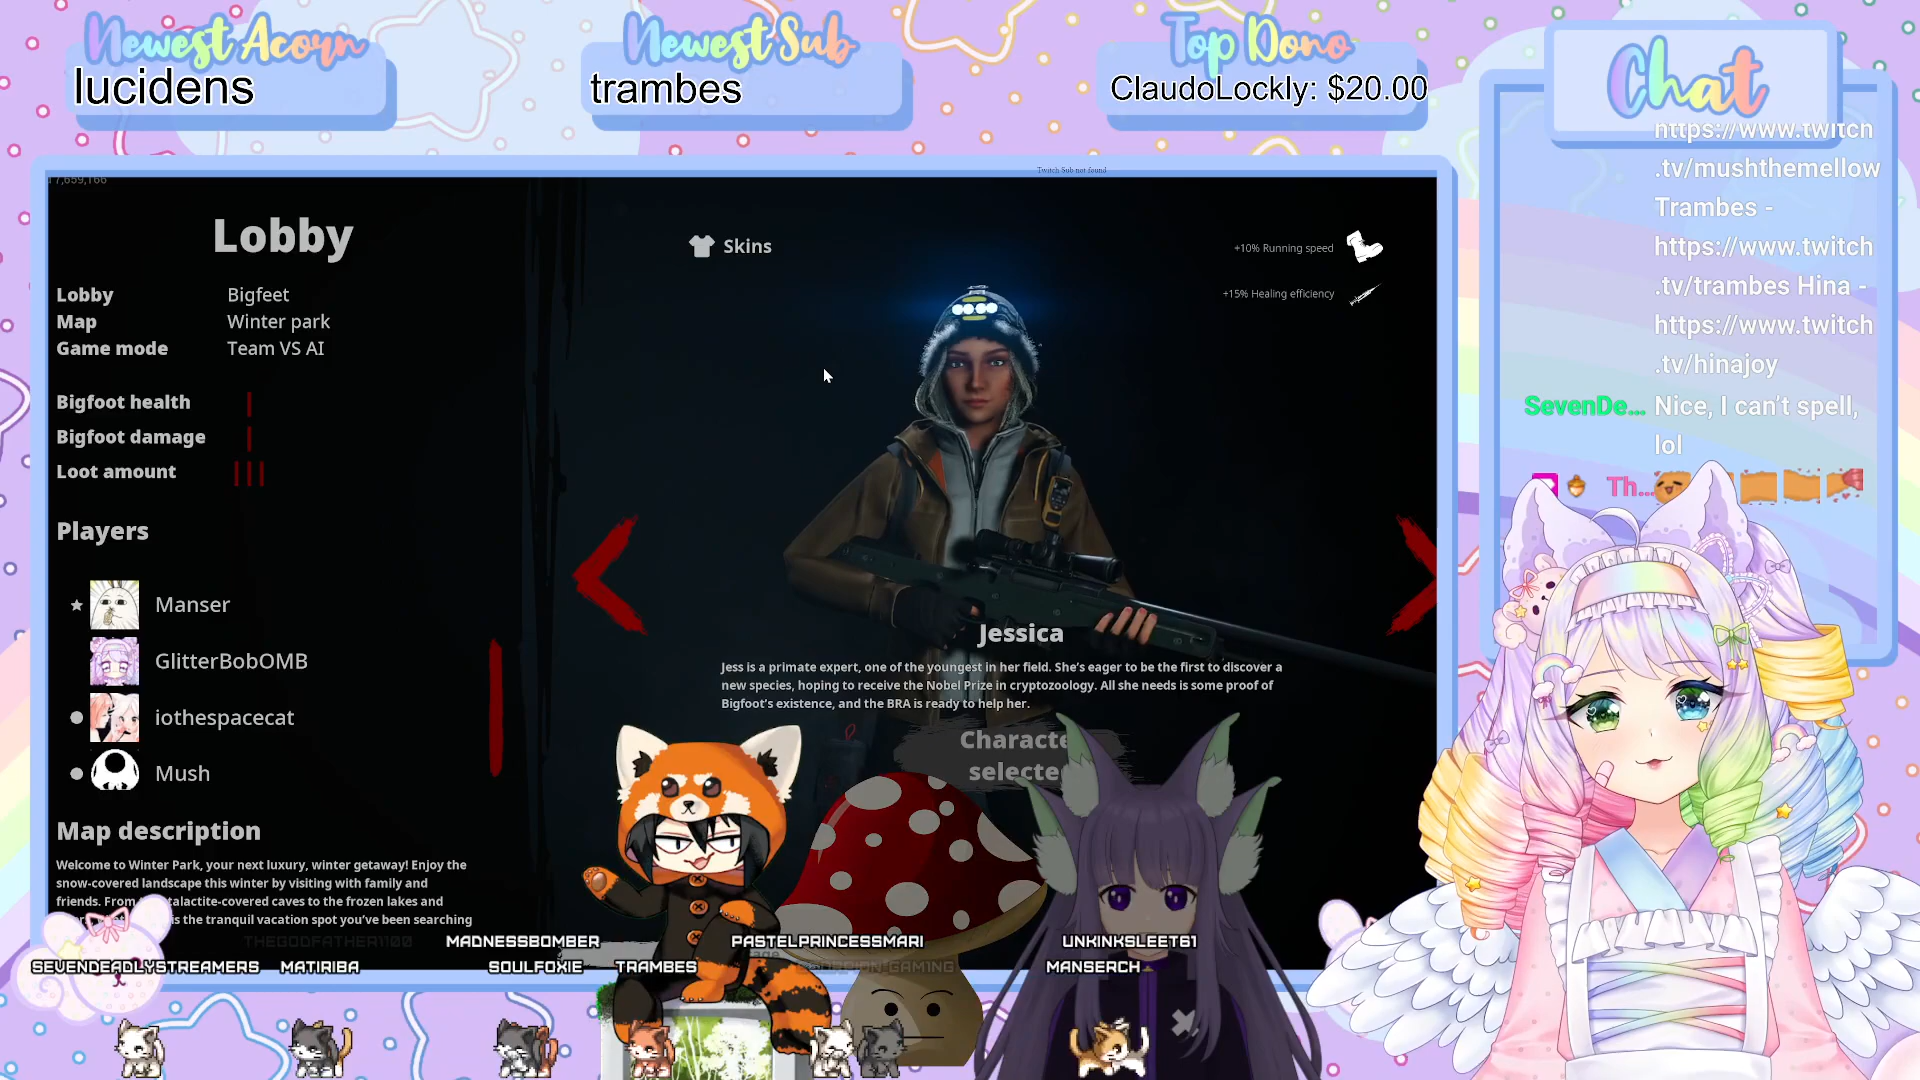 Newest Acorn
lucidens
Newest Sub
trambes
Top Dono
ClaudoLockly: $20.00
Chat
https://www.twitch
.tv/mushthemellow
Trambes -
https://www.twitch
.tv/trambes Hina -
https://www.twitch
.tv/hinajoy
SevenDe... Nice, I can't spell,
lol
Th...
Twitch Sub not found
Lobby
Lobby Bigfeet
Map Winter park
Game mode Team VS AI
Bigfoot health
Bigfoot damage
Loot amount
Players
Manser
GlitterBobOMB
iothespacecat
Mush
Map description
Welcome to Winter Park, your next luxury, winter getaway! Enjoy the
snow-covered landscape this winter by visiting with family and
friends. From talactite-covered caves to the frozen lakes and
is the tranquil vacation spot you've been searching
Skins
+10% Running speed
+15% Healing efficiency
Jessica
Jess is a primate expert, one of the youngest in her field. She's eager to be the first to discover a
new species, hoping to receive the Nobel Prize in cryptozoology. All she needs is some proof of
Bigfoot's existence, and the BRA is ready to help her.
Characte
selecte
THEGODFATHER1100
MADNESSBOMBER
PASTELPRINCESSMARI
UNKINKSLEET61
SEVENDEADLYSTREAMERS
MATIRIBA
SOULFOXIE
TRAMBES
MANSERCH